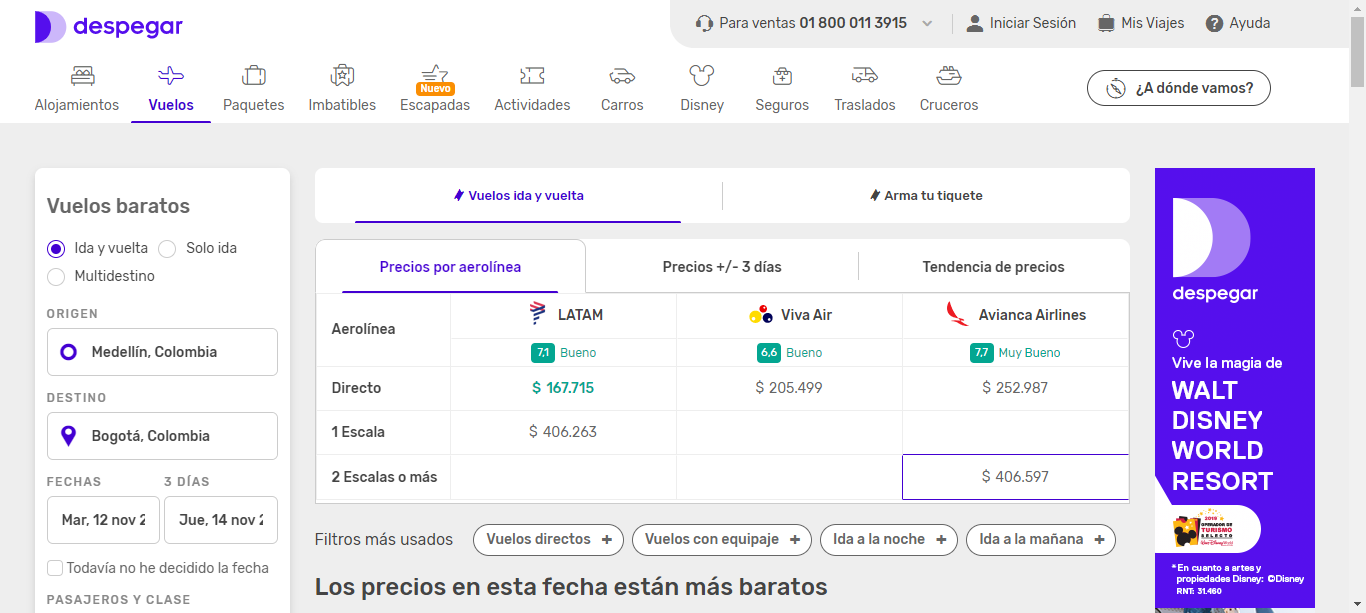 despegar
Para ventas 01 800 011 3915
Iniciar Sesión
Mis Viajes
Ayuda
Alojamientos
Vuelos
Paquetes
Imbatibles
Nuevo
Escapadas
Actividades
Carros
Disney
Seguros
Traslados
Cruceros
¿A dónde vamos?
Vuelos baratos
Ida y vuelta Solo ida
Multidestino
ORIGEN
Medellín, Colombia
DESTINO
Bogotá, Colombia
FECHAS 3 DÍAS
Mar, 12 nov 2 Jue, 14 nov 2
Todavía no he decidido la fecha
PASAJEROS Y CLASE
Vuelos ida y vuelta Arma tu tiquete
Precios por aerolínea Precios +/- 3 días Tendencia de precios
Aerolínea LATAM Viva Air Avianca Airlines
7,1 Bueno 6,6 Bueno 7,7 Muy Bueno
Directo $ 167.715 $ 205.499 $ 252.987
1 Escala $ 406.263
2 Escalas o más $ 406.597
Filtros más usados Vuelos directos + Vuelos con equipaje + Ida a la noche + Ida a la mañana +
Los precios en esta fecha están más baratos
despegar
Vive la magia de
WALT
DISNEY
WORLD
RESORT
2019
OPERADOR DE
TURISMO
SELECTO
Walt Disney World
*En cuanto a artes y
propiedades Disney: ©Disney
RNT: 31.460